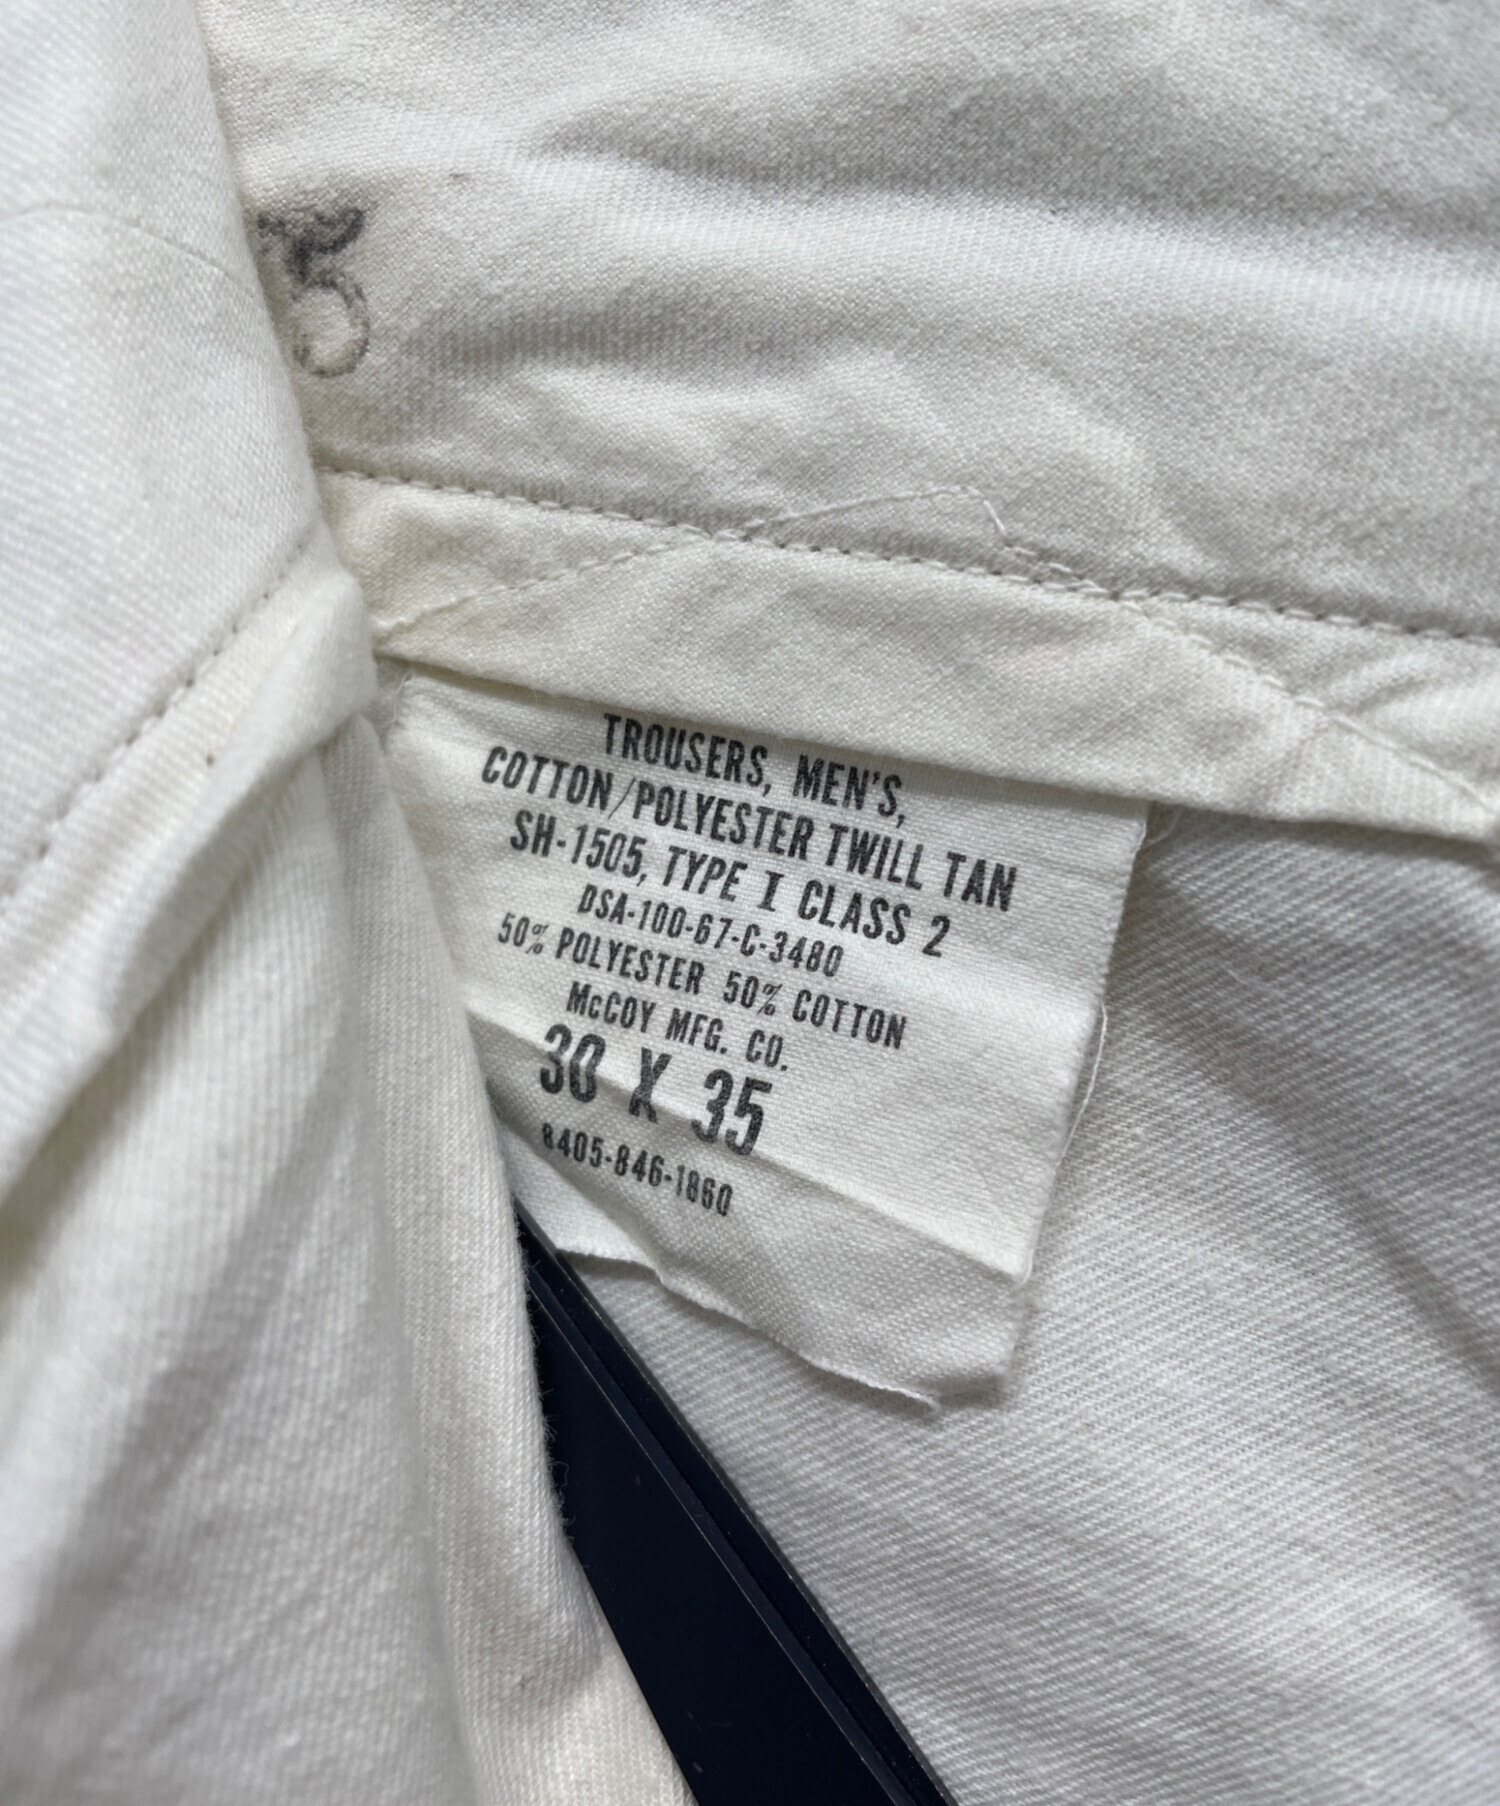 TROUSERS, MEN'S,
COTTON/POLYESTER TWILL TAN
SH-1505, TYPE I CLASS 2
DSA-100-67-C-3480
50% POLYESTER 50% COTTON
McCOY MFG. CO.
30 X 35
8405-846-1860